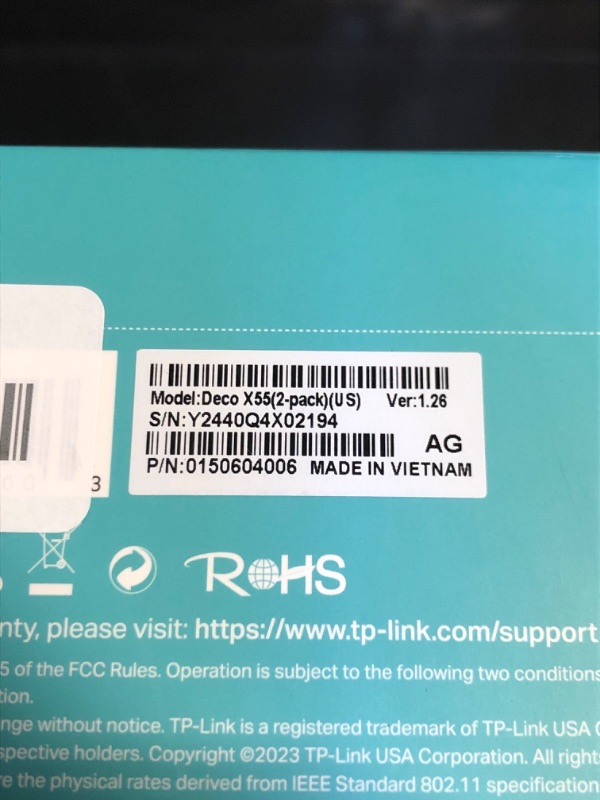 Model:Deco X55(2-pack)(US) Ver:1.26
S/N:Y2440Q4X02194
AG
P/N:0150604006 MADE IN VIETNAM
3
RoHS
nty, please visit: https://www.tp-link.com/support
5 of the FCC Rules. Operation is subject to the following two conditions
tion.
nge without notice. TP-Link is a registered trademark of TP-Link USA
spective holders. Copyright ©2023 TP-Link USA Corporation. All right
e the physical rates derived from IEEE Standard 802.11 specification